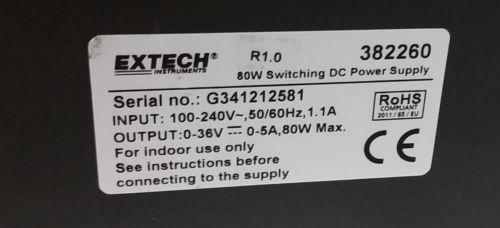 EXTECH® R1.0 382260
INSTRUMENTS
80W Switching DC Power Supply
Serial no.: G341212581
INPUT: 100-240V~,50/60Hz,1.1A
OUTPUT:0-36V ⎓ 0-5A,80W Max.
For indoor use only
See instructions before
connecting to the supply
RoHS
COMPLIANT
2011/65/EU
CE